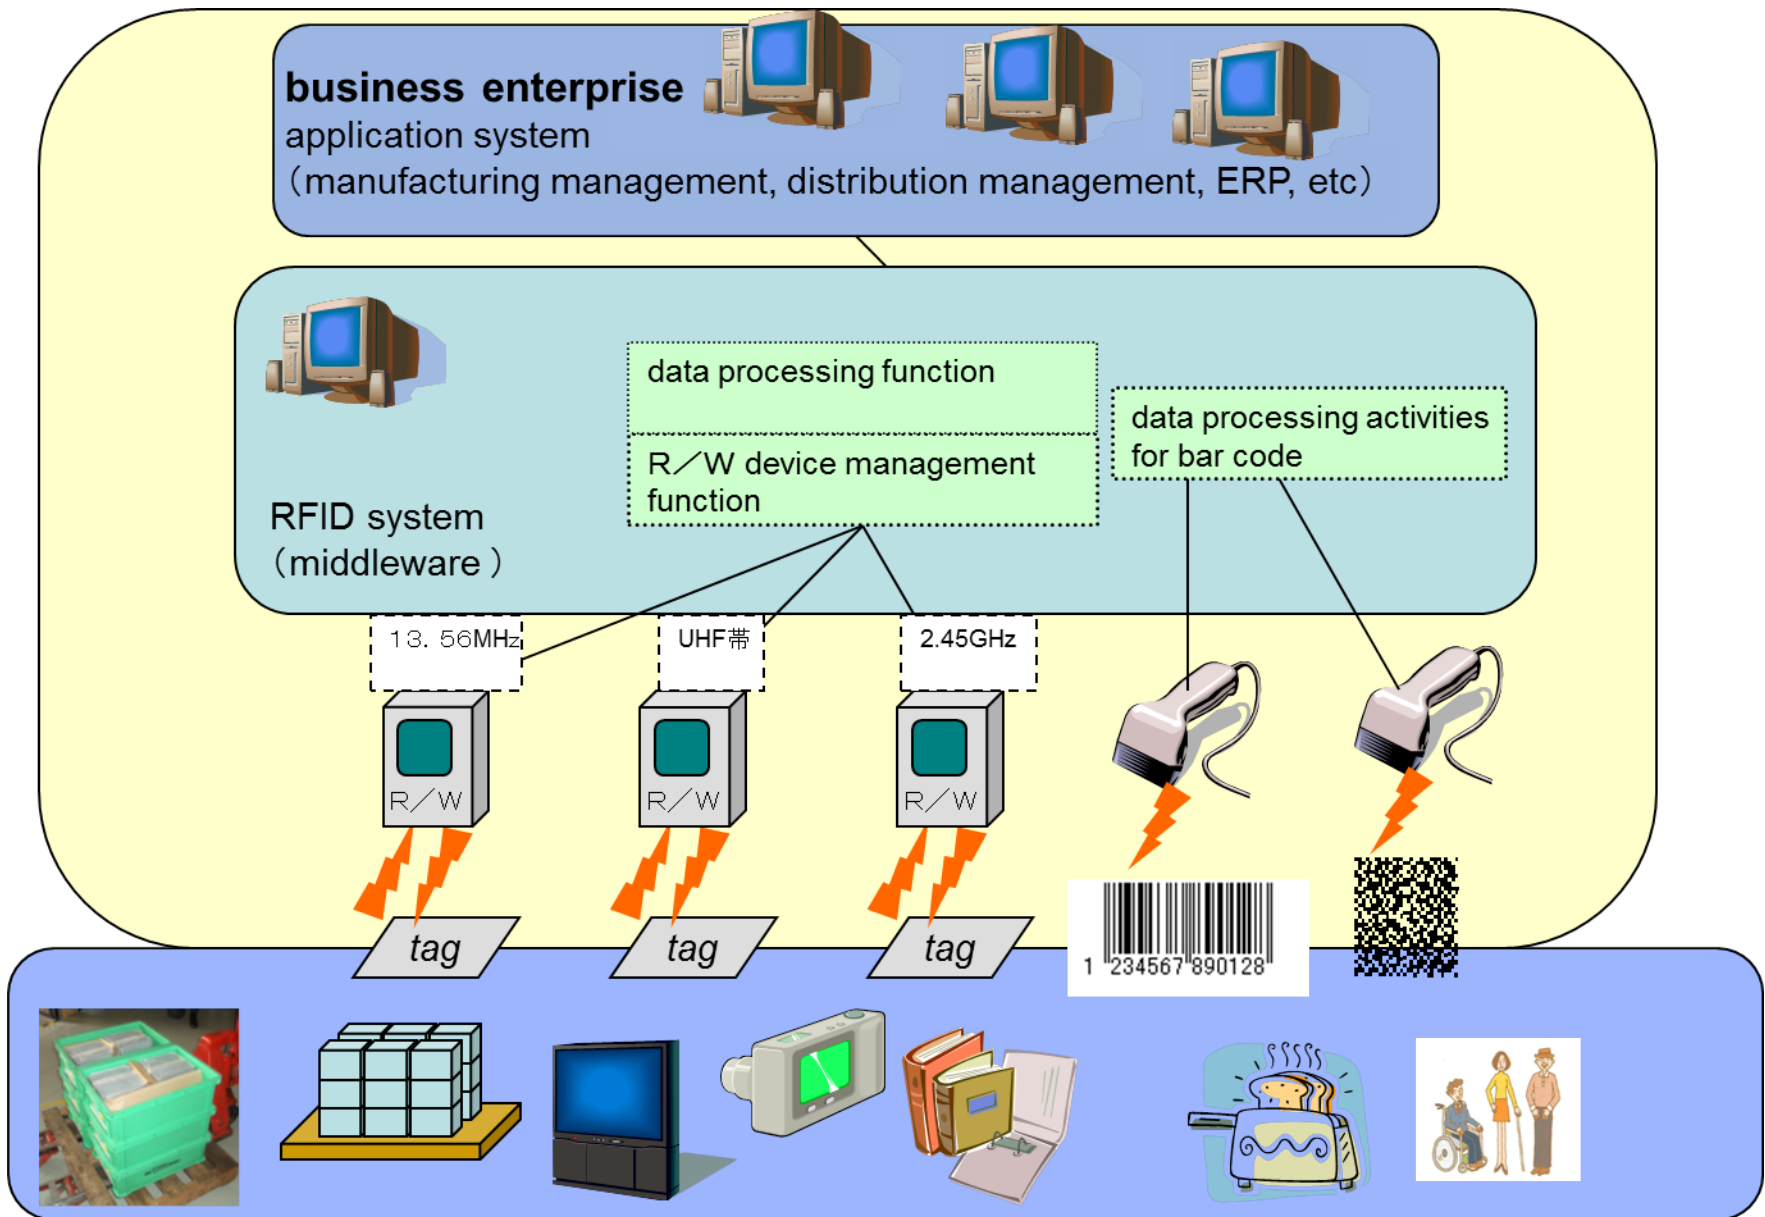 business enterprise
application system
（manufacturing management, distribution management, ERP, etc）
data processing function
R／W device management
function
data processing activities
for bar code
RFID system
（middleware ）
１３．５６MHz
UHF帯
2.45GHz
R／W
R／W
R／W
tag
tag
tag
1 234567 890128